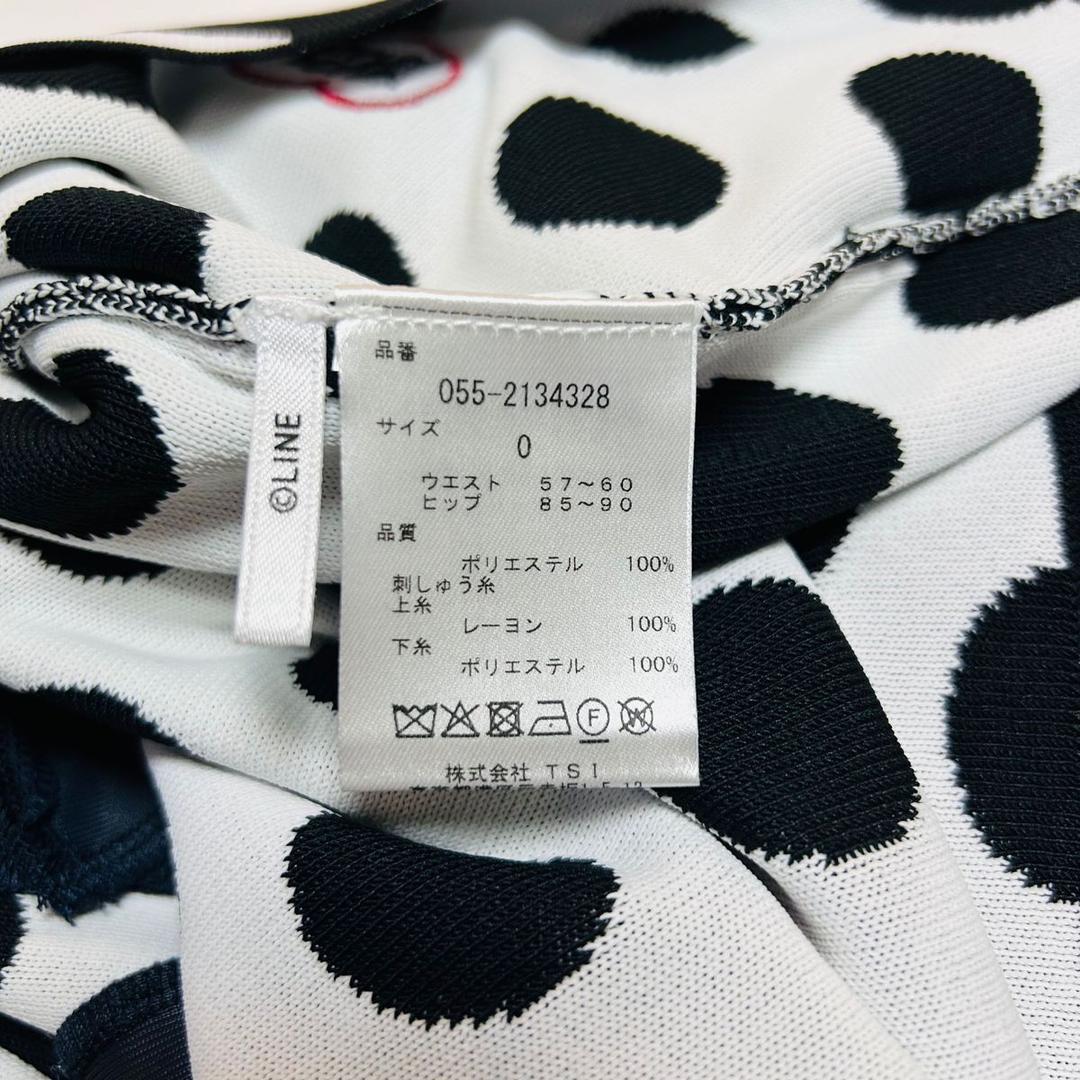 ©LINE
品番
055-2134328
サイズ
0
ウエスト 57～60
ヒップ 85～90
品質
ポリエステル 100%
刺しゅう糸
上糸
レーヨン 100%
下糸
ポリエステル 100%
F
W
株式会社 TSI